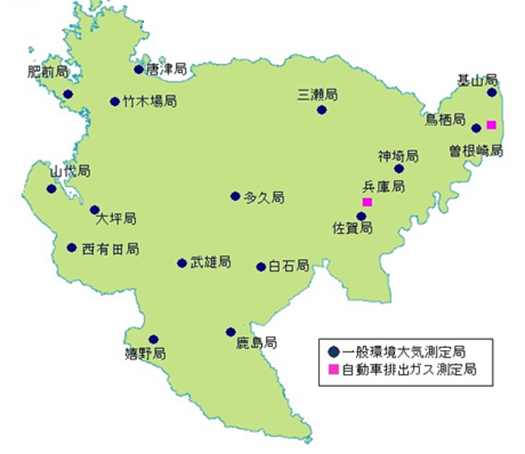 唐津局
肥前局
基山局
三瀬局
竹木場局
鳥栖局
曽根崎局
神埼局
山代局
兵庫局
多久局
大坪局
佐賀局
西有田局
武雄局
白石局
鹿島局
嬉野局
一般環境大気測定局
自動車排出ガス測定局